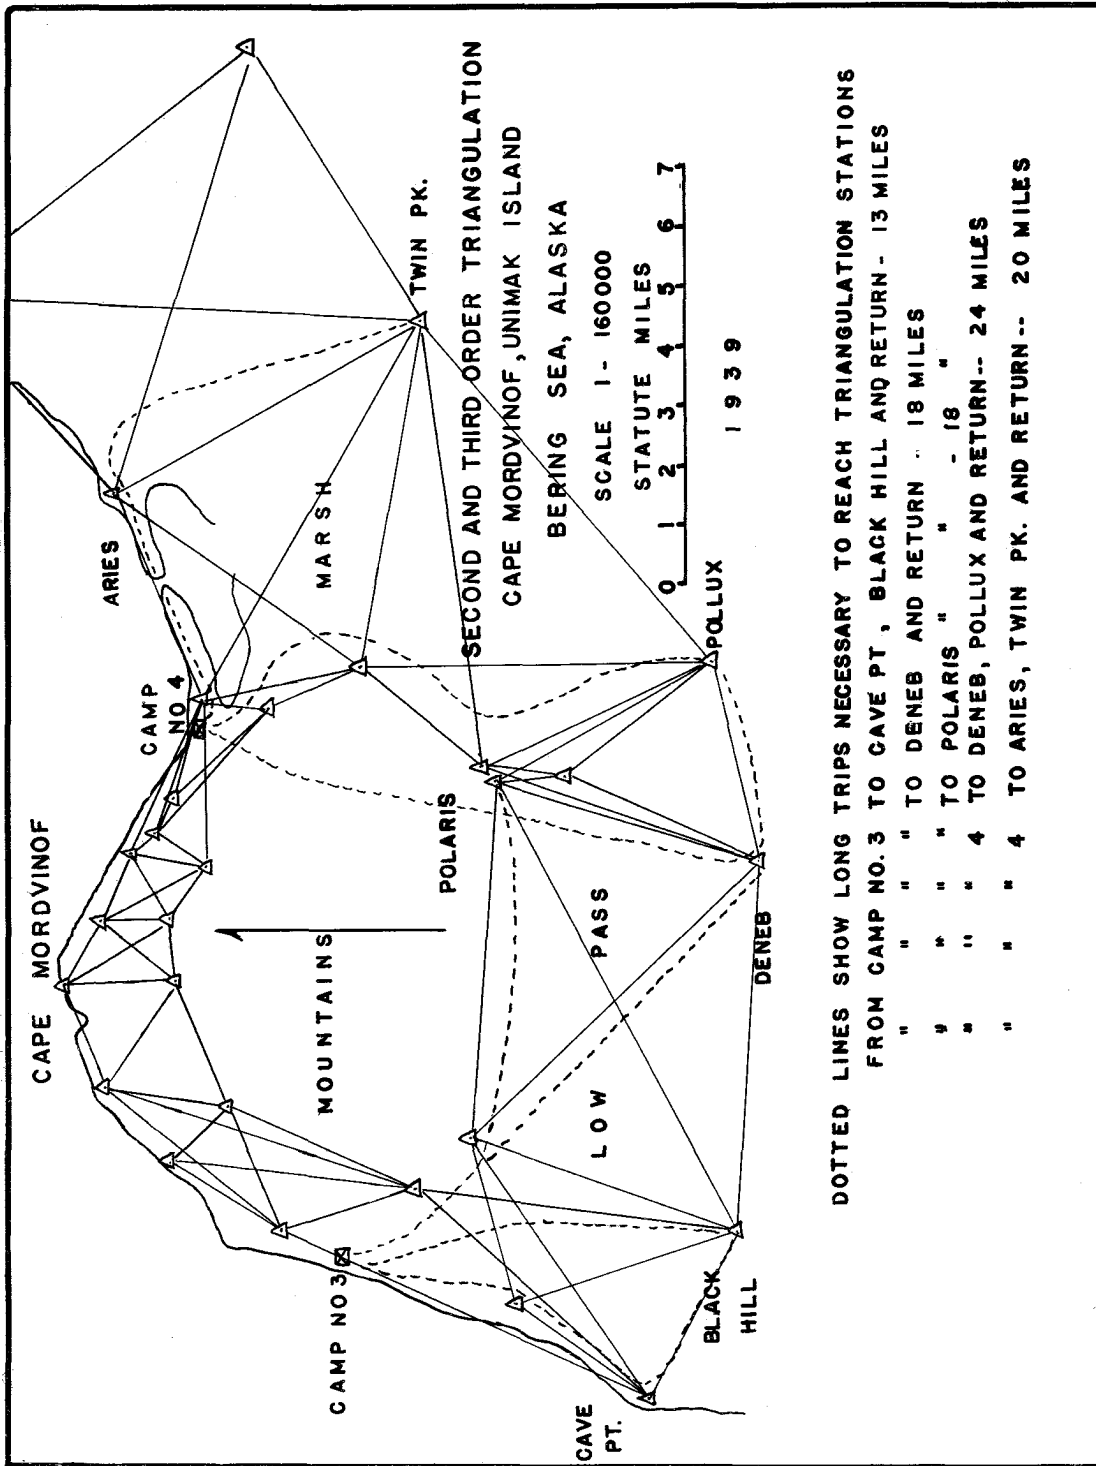 CAPE MORDVINOF
CAMP
NO 4
ARIES
TWIN PK.
MARSH
MOUNTAINS
CAMP NO 3
POLARIS
LOW PASS
CAVE
PT.
BLACK
HILL
DENEB
POLLUX
SECOND AND THIRD ORDER TRIANGULATION
CAPE MORDVINOF, UNIMAK ISLAND
BERING SEA, ALASKA
SCALE 1 - 160000
STATUTE MILES
0 1 2 3 4 5 6 7
1939
DOTTED LINES SHOW LONG TRIPS NECESSARY TO REACH TRIANGULATION STATIONS
FROM CAMP NO. 3 TO CAVE PT, BLACK HILL AND RETURN - 13 MILES
" " " " TO DENEB AND RETURN - 18 MILES
" " " " TO POLARIS " " - 18 "
" " " 4 TO DENEB, POLLUX AND RETURN-- 24 MILES
" " " 4 TO ARIES, TWIN PK. AND RETURN-- 20 MILES